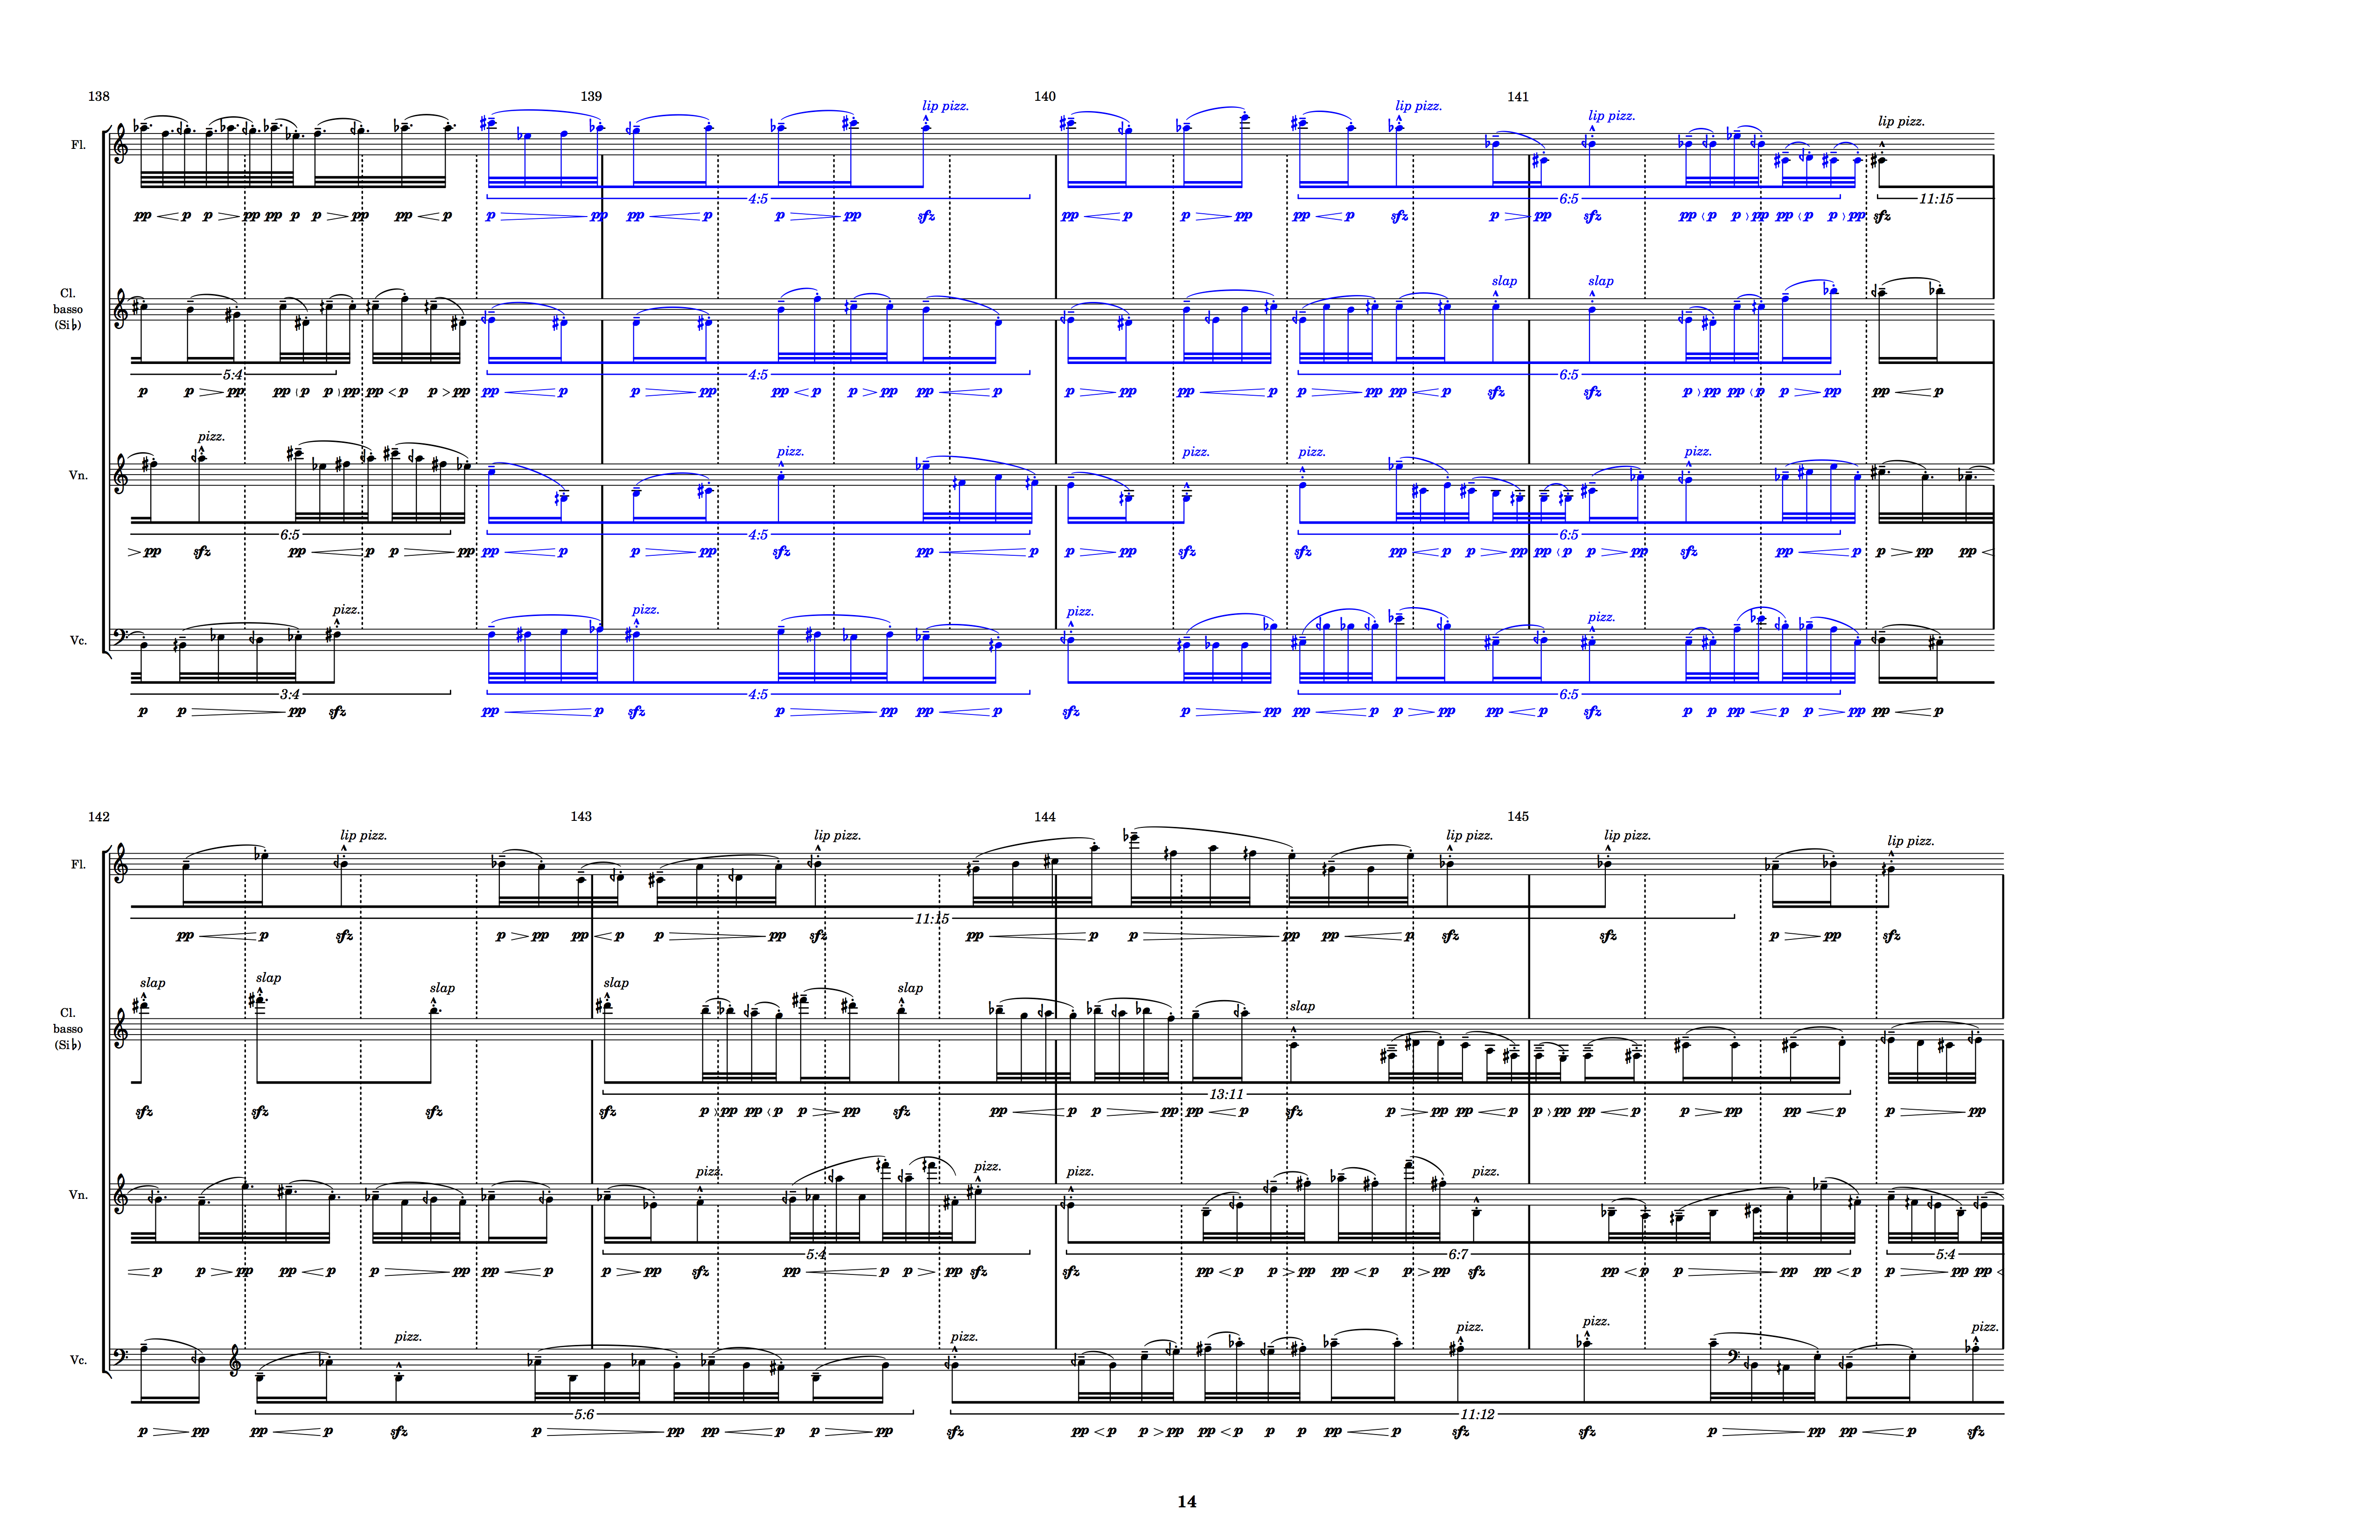 138 139 140 141
lip pizz. lip pizz. lip pizz. lip pizz.
Fl.
4:5 6:5 11:15
pp p p pp pp p p pp pp p p pp pp p p pp sfz pp p p pp pp p sfz p pp sfz pp p p pp pp p p pp sfz
slap slap
Cl.
basso
(Si♭)
5:4 4:5 6:5
p p pp pp p p pp pp p p pp pp p p pp pp p p pp pp p p pp pp p p pp pp p sfz sfz p pp pp p p pp pp p
pizz. pizz. pizz. pizz. pizz.
Vn.
6:5 4:5 6:5
pp sfz pp p p pp pp p p pp sfz pp p p pp sfz sfz pp p p pp pp p p pp sfz pp p p pp pp
pizz. pizz. pizz. pizz.
Vc.
3:4 4:5 6:5
p p pp sfz pp p sfz p pp pp p sfz p pp pp p p pp pp p sfz p p pp p p pp pp p
142 143 144 145
lip pizz. lip pizz. lip pizz. lip pizz. lip pizz.
Fl.
11:15
pp p sfz p pp pp p p pp sfz pp p p pp pp p sfz sfz p pp sfz
slap slap slap slap slap slap
Cl.
basso
(Si♭)
13:11
sfz sfz sfz sfz p pp pp p p pp sfz pp p p pp pp p sfz p pp pp p p pp pp p p pp pp p p pp
pizz. pizz. pizz. pizz.
Vn.
5:4 6:7 5:4
p p pp pp p p pp pp p p pp sfz pp p p pp sfz sfz pp p p pp pp p p pp sfz pp p p pp pp p p pp pp
pizz. pizz. pizz. pizz. pizz.
Vc.
5:6 11:12
p pp pp p sfz p pp pp p p pp sfz pp p p pp pp p p p pp p sfz sfz p pp pp p sfz
14